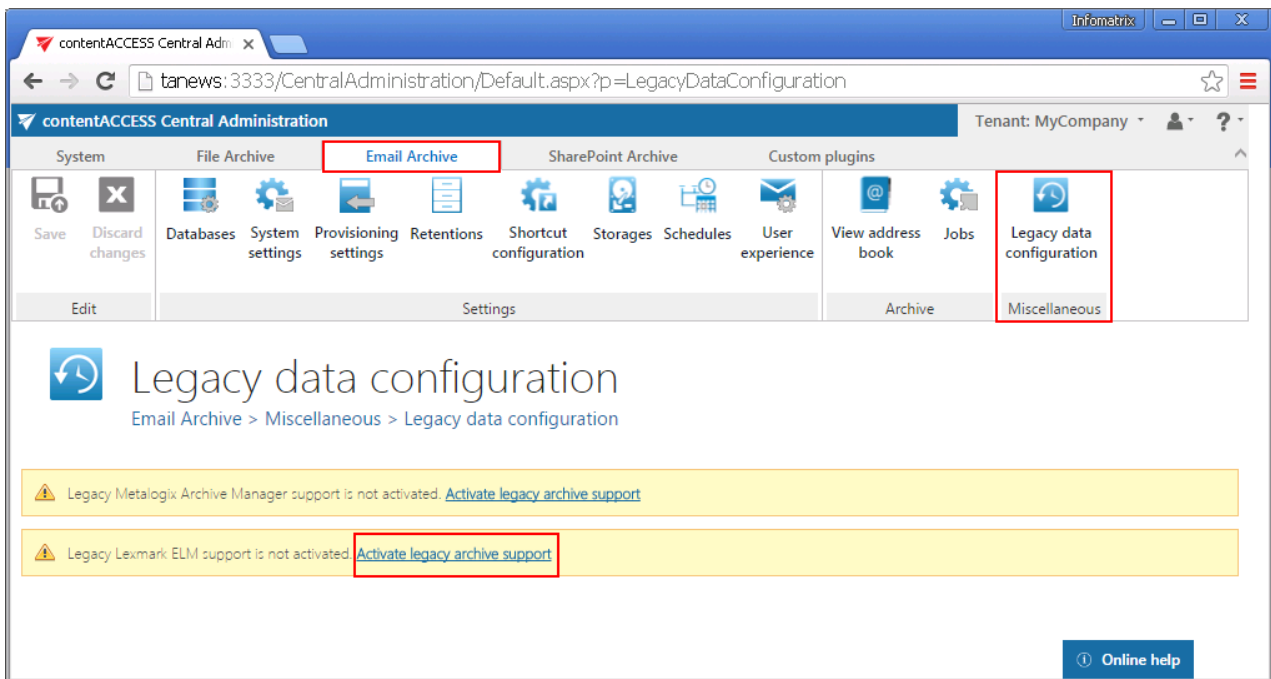 Infomatrix
contentACCESS Central Adm
tanews:3333/CentralAdministration/Default.aspx?p=LegacyDataConfiguration
contentACCESS Central Administration
Tenant: MyCompany
?
System File Archive Email Archive SharePoint Archive Custom plugins
Save
Discard changes
Databases
System settings
Provisioning settings
Retentions
Shortcut configuration
Storages
Schedules
User experience
View address book
Jobs
Legacy data configuration
Edit Settings Archive Miscellaneous
Legacy data configuration
Email Archive > Miscellaneous > Legacy data configuration
Legacy Metalogix Archive Manager support is not activated. Activate legacy archive support
Legacy Lexmark ELM support is not activated. Activate legacy archive support
Online help